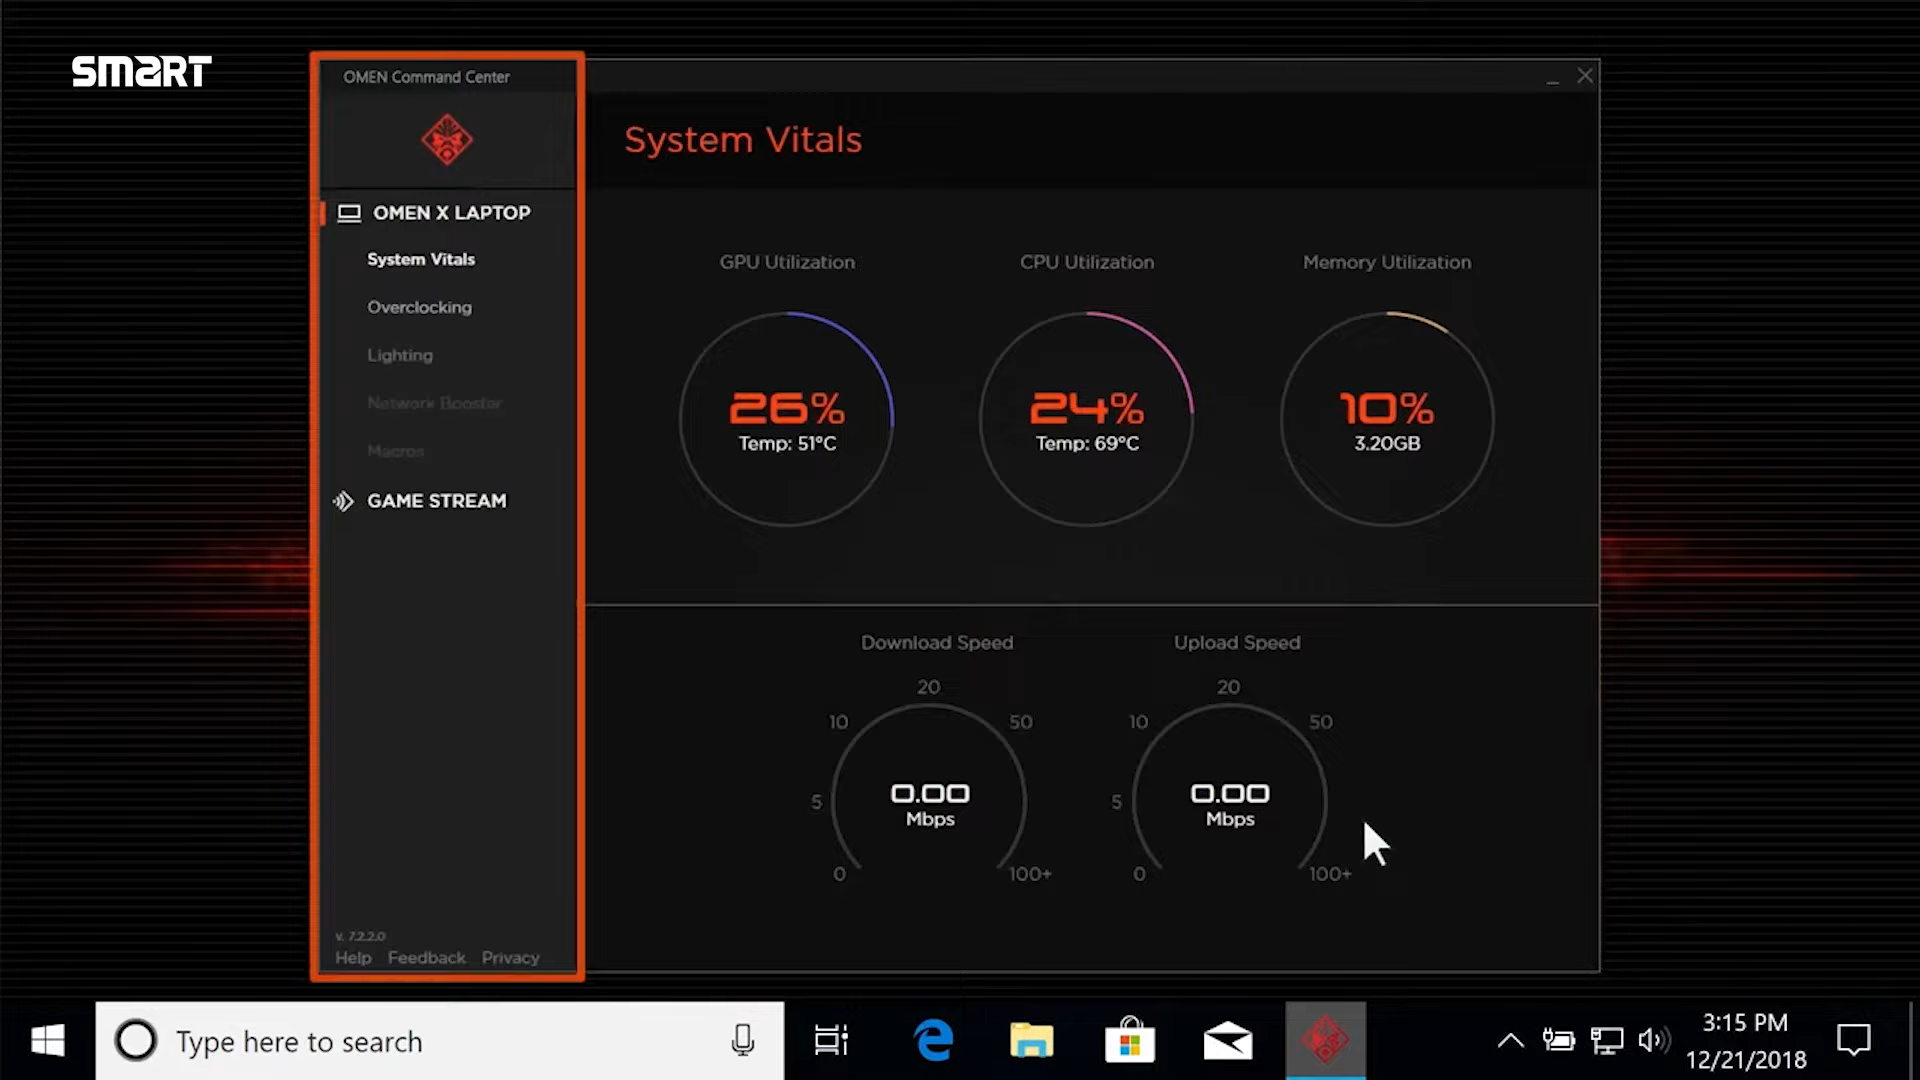 SMART
OMEN Command Center
System Vitals
OMEN X LAPTOP
System Vitals
Overclocking
Lighting
Network Booster
Macros
GAME STREAM
v. 7.2.2.0
Help Feedback Privacy
GPU Utilization
26%
Temp: 51°C
CPU Utilization
24%
Temp: 69°C
Memory Utilization
10%
3.20GB
Download Speed
20
10 50
5
0.00
Mbps
0 100+
Upload Speed
20
10 50
5
0.00
Mbps
0 100+
Type here to search
3:15 PM
12/21/2018